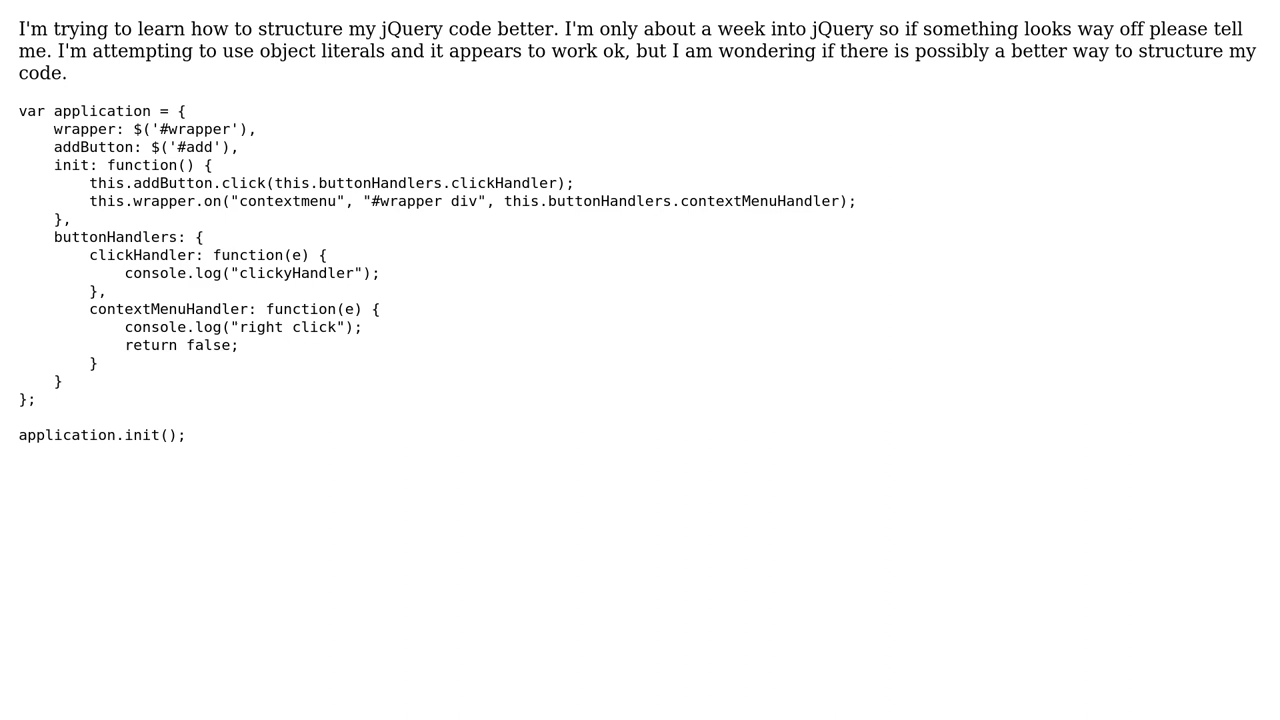 I'm trying to learn how to structure my jQuery code better. I'm only about a week into jQuery so if something looks way off please tell
me. I'm attempting to use object literals and it appears to work ok, but I am wondering if there is possibly a better way to structure my
code.
var application = {
    wrapper: $('#wrapper'),
    addButton: $('#add'),
    init: function() {
        this.addButton.click(this.buttonHandlers.clickHandler);
        this.wrapper.on("contextmenu", "#wrapper div", this.buttonHandlers.contextMenuHandler);
    },
    buttonHandlers: {
        clickHandler: function(e) {
            console.log("clickyHandler");
        },
        contextMenuHandler: function(e) {
            console.log("right click");
            return false;
        }
    }
};
application.init();